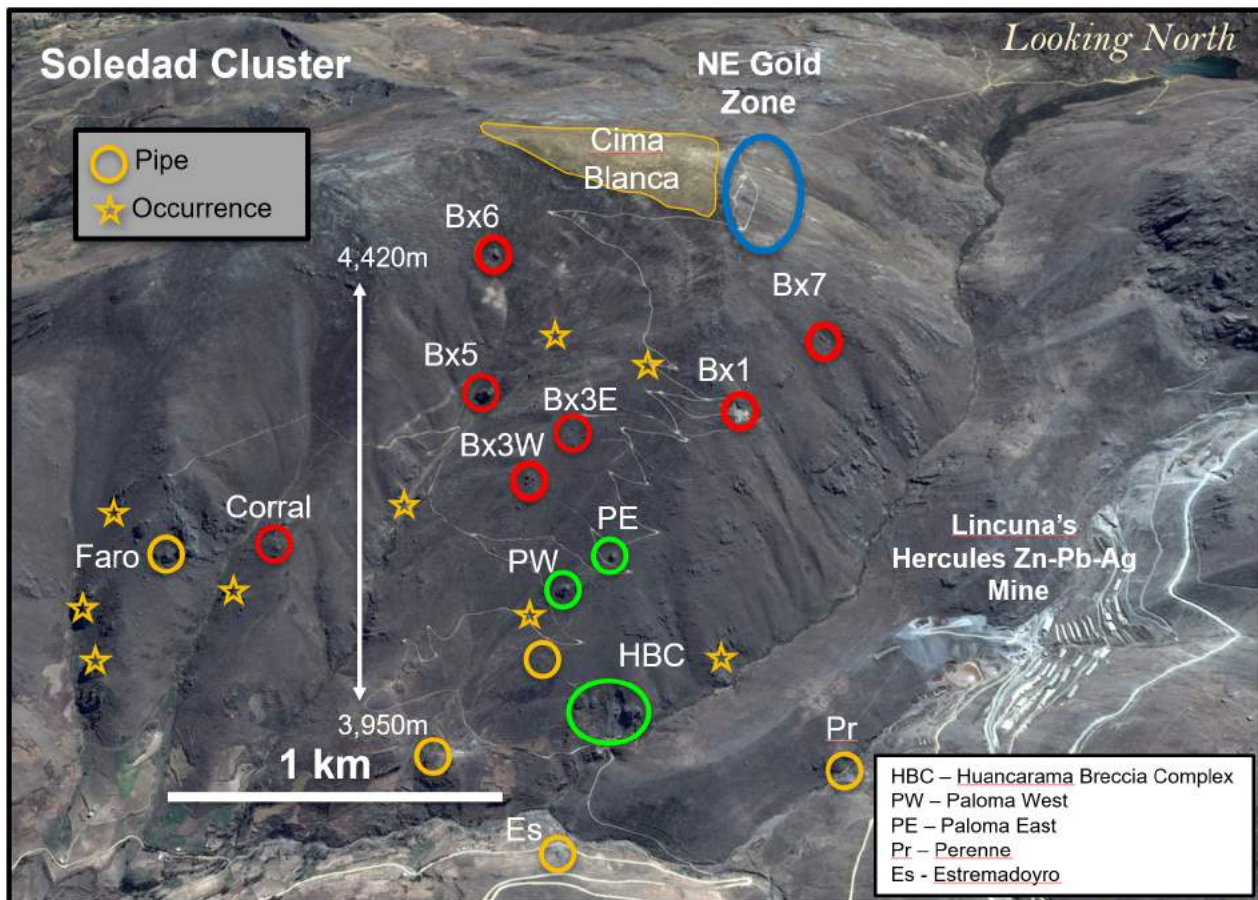 Looking North
Soledad Cluster
NE Gold
Zone
Pipe
Occurrence
Cima
Blanca
Bx6
4,420m
Bx7
Bx5
Bx1
Bx3E
Bx3W
Corral
Faro
PE
PW
Lincuna's
Hercules Zn-Pb-Ag
Mine
HBC
3,950m
1 km
Pr
Es
HBC – Huancarama Breccia Complex
PW – Paloma West
PE – Paloma East
Pr – Perenne
Es - Estremadoyro